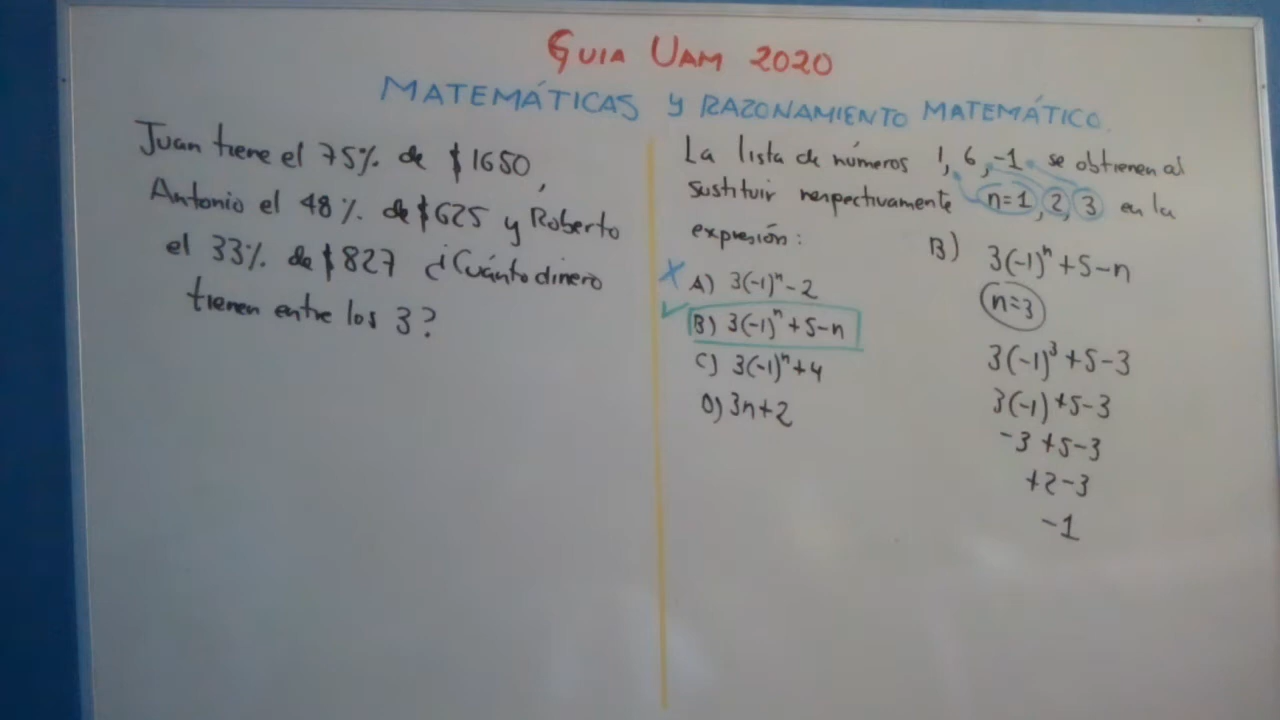 GUIA UAM 2020
MATEMÁTICAS Y RAZONAMIENTO MATEMÁTICO.
Juan tiene el 75% de $1650,
Antonio el 48% de $625 y Roberto
el 33% de $827 ¿Cuánto dinero
tienen entre los 3?
La lista de números 1, 6, -1 se obtienen al
sustituir respectivamente n=1, 2, 3 en la
expresión:
X A) 3(-1)ⁿ-2
✓ B) 3(-1)ⁿ+5-n
C) 3(-1)ⁿ+4
D) 3n+2
B) 3(-1)ⁿ+5-n
n=3
3(-1)³+5-3
3(-1)+5-3
-3+5-3
+2-3
-1